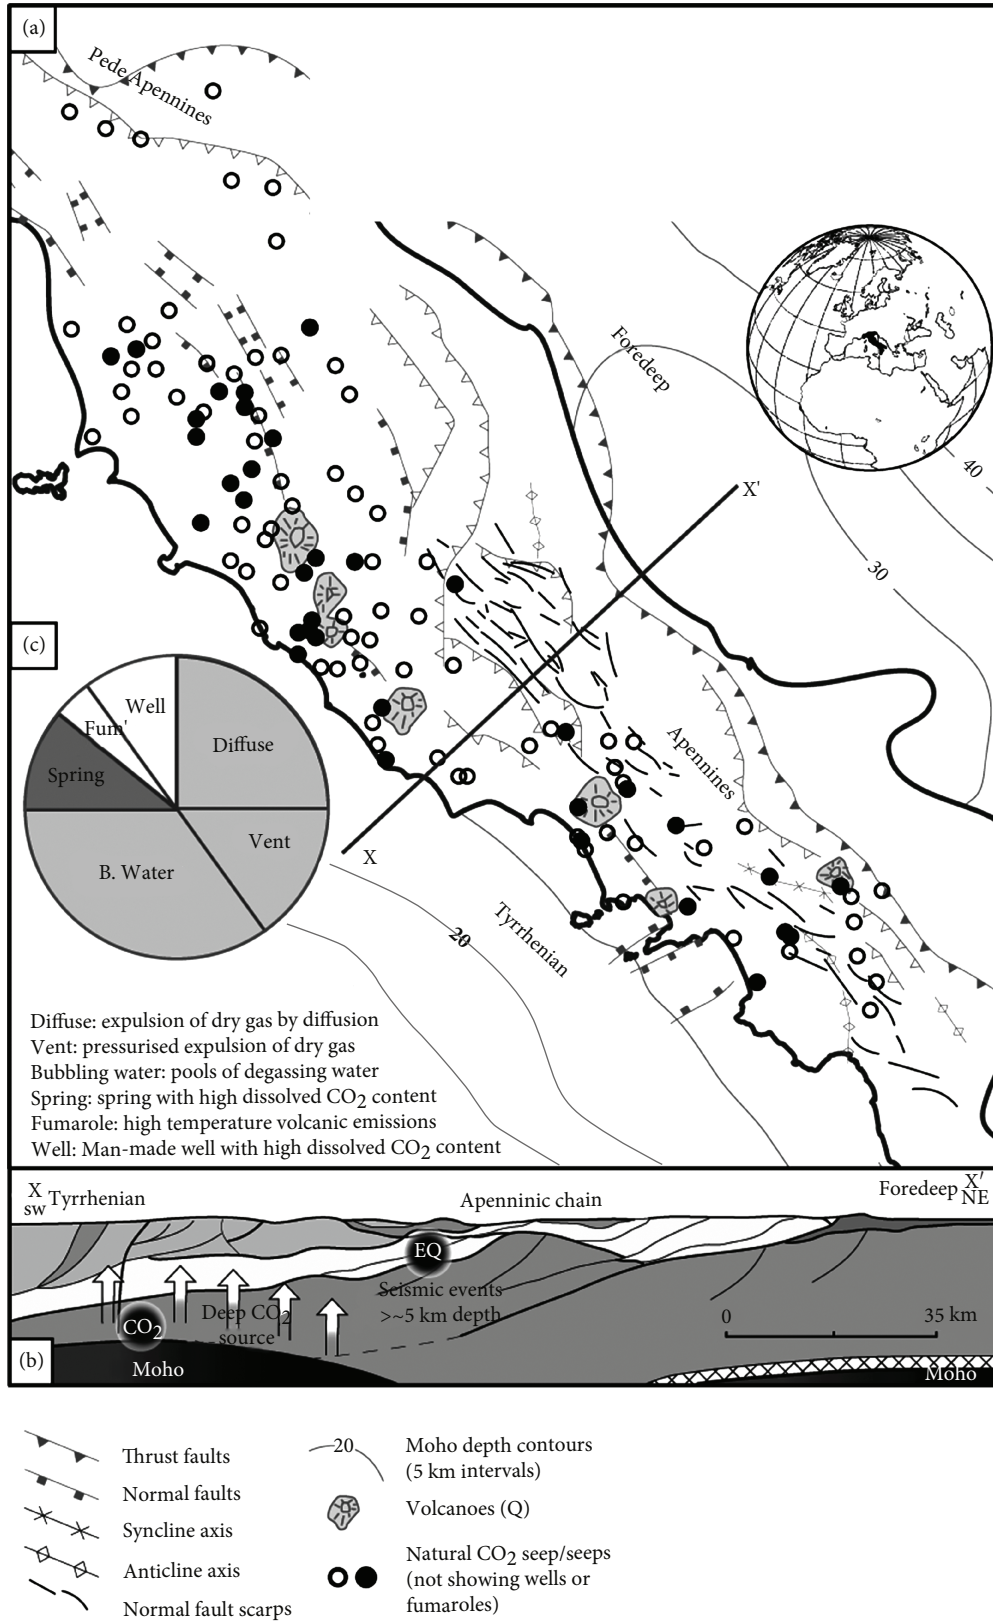 (a)
Pede Apennines
Foredeep
40
X'
30
(c)
Well
Fum'
Diffuse
Spring
Vent
B. Water
Apennines
X
20
Tyrrhenian
Diffuse: expulsion of dry gas by diffusion
Vent: pressurised expulsion of dry gas
Bubbling water: pools of degassing water
Spring: spring with high dissolved CO2 content
Fumarole: high temperature volcanic emissions
Well: Man-made well with high dissolved CO2 content
X
SW
Tyrrhenian
Apenninic chain
Foredeep
X'
NE
EQ
Seismic events
>~5 km depth
Deep CO2
source
CO2
0
35 km
(b)
Moho
Moho
Thrust faults
Normal faults
Syncline axis
Anticline axis
Normal fault scarps
20
Moho depth contours
(5 km intervals)
Volcanoes (Q)
Natural CO2 seep/seeps
(not showing wells or
fumaroles)